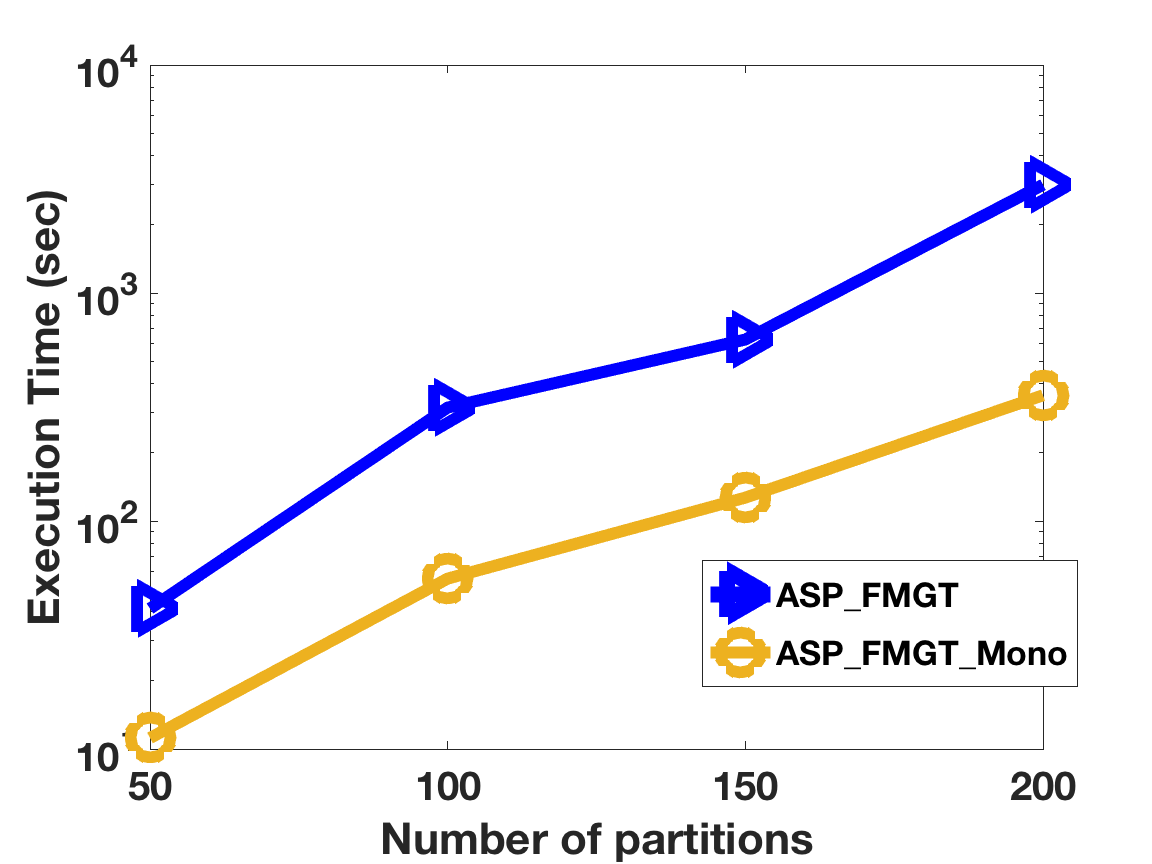 10^4
10^3
10^2
10
50
100
150
200
Execution Time (sec)
Number of partitions
ASP_FMGT
ASP_FMGT_Mono